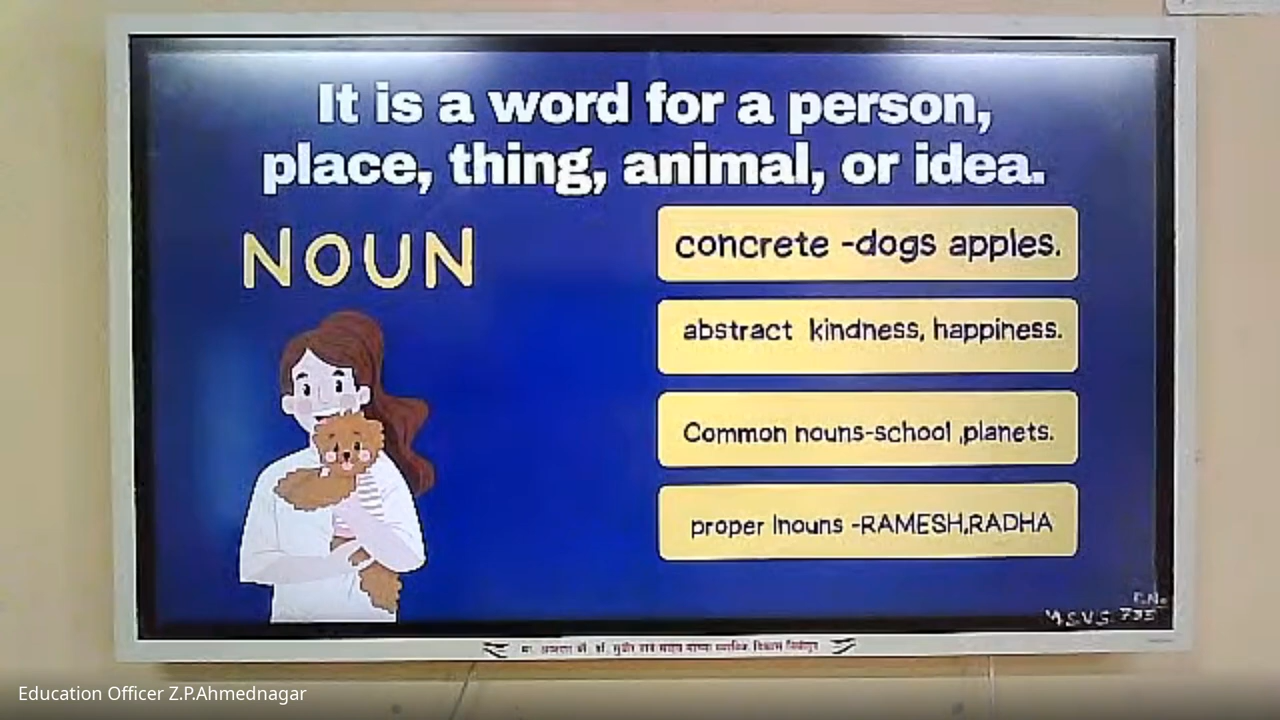 It is a word for a person,
place, thing, animal, or idea.
NOUN
concrete -dogs apples.
abstract kindness, happiness.
Common nouns-school ,planets.
proper lnouns -RAMESH,RADHA
735
Education Officer Z.P.Ahmednagar